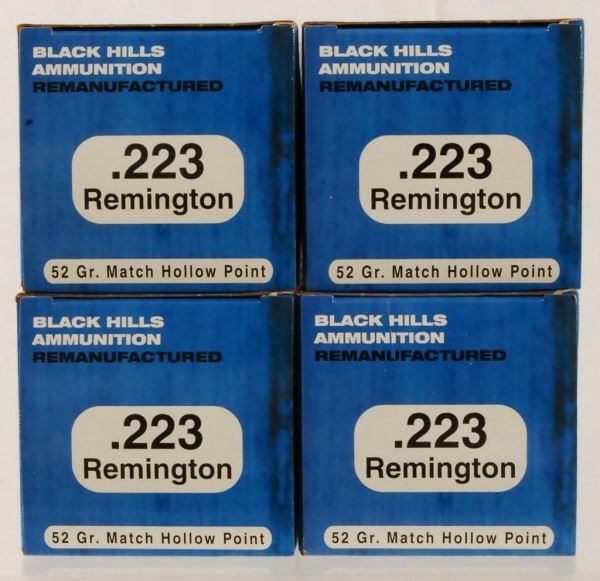 BLACK HILLS
AMMUNITION
REMANUFACTURED
.223
Remington
52 Gr. Match Hollow Point
BLACK HILLS
AMMUNITION
REMANUFACTURED
.223
Remington
52 Gr. Match Hollow Point
BLACK HILLS
AMMUNITION
REMANUFACTURED
.223
Remington
52 Gr. Match Hollow Point
BLACK HILLS
AMMUNITION
REMANUFACTURED
.223
Remington
52 Gr. Match Hollow Point